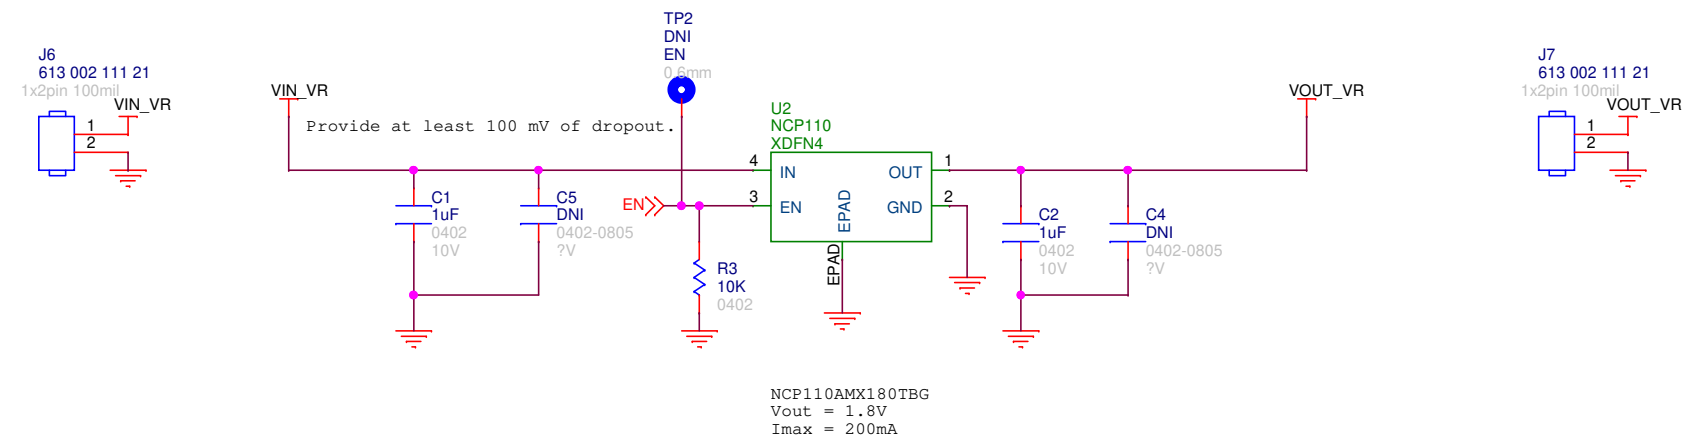 J6
613 002 111 21
1x2pin 100mil
VIN_VR
1
2
VIN_VR
Provide at least 100 mV of dropout.
TP2
DNI
EN
0.6mm
U2
NCP110
XDFN4
4
IN
3
EN
EN
OUT
1
GND
2
EPAD
EPAD
C1
1uF
0402
10V
C5
DNI
0402-0805
?V
R3
10K
0402
C2
1uF
0402
10V
C4
DNI
0402-0805
?V
VOUT_VR
J7
613 002 111 21
1x2pin 100mil
VOUT_VR
1
2
NCP110AMX180TBG
Vout = 1.8V
Imax = 200mA